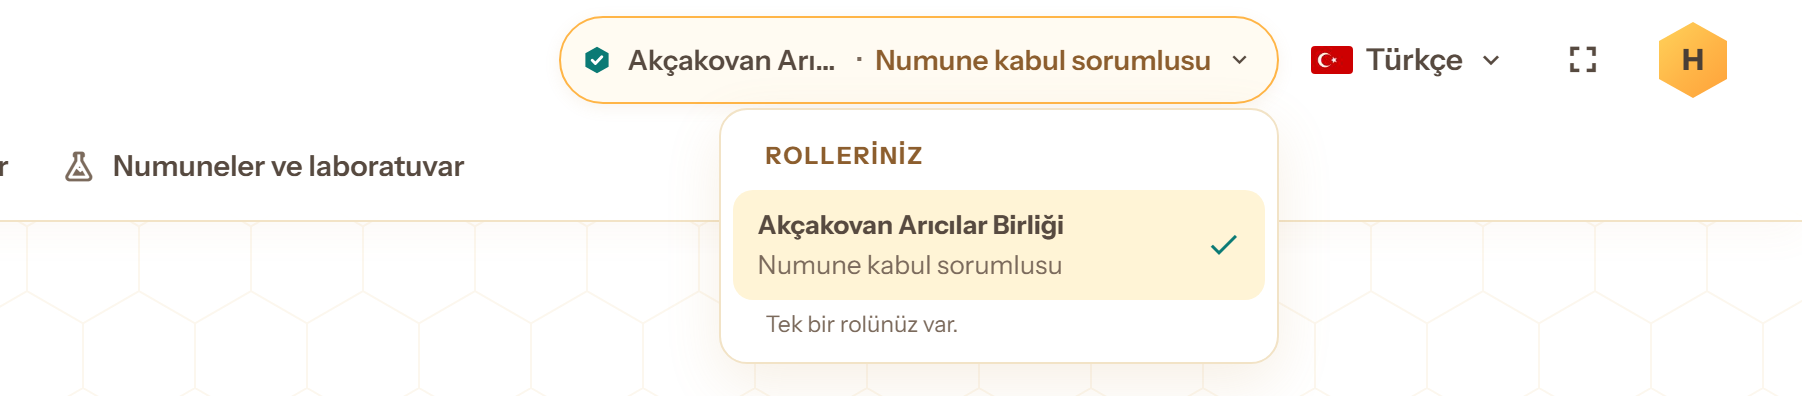 Akçakovan Arı... · Numune kabul sorumlusu
Türkçe
H
r
Numuneler ve laboratuvar
ROLLERİNİZ
Akçakovan Arıcılar Birliği
Numune kabul sorumlusu
Tek bir rolünüz var.